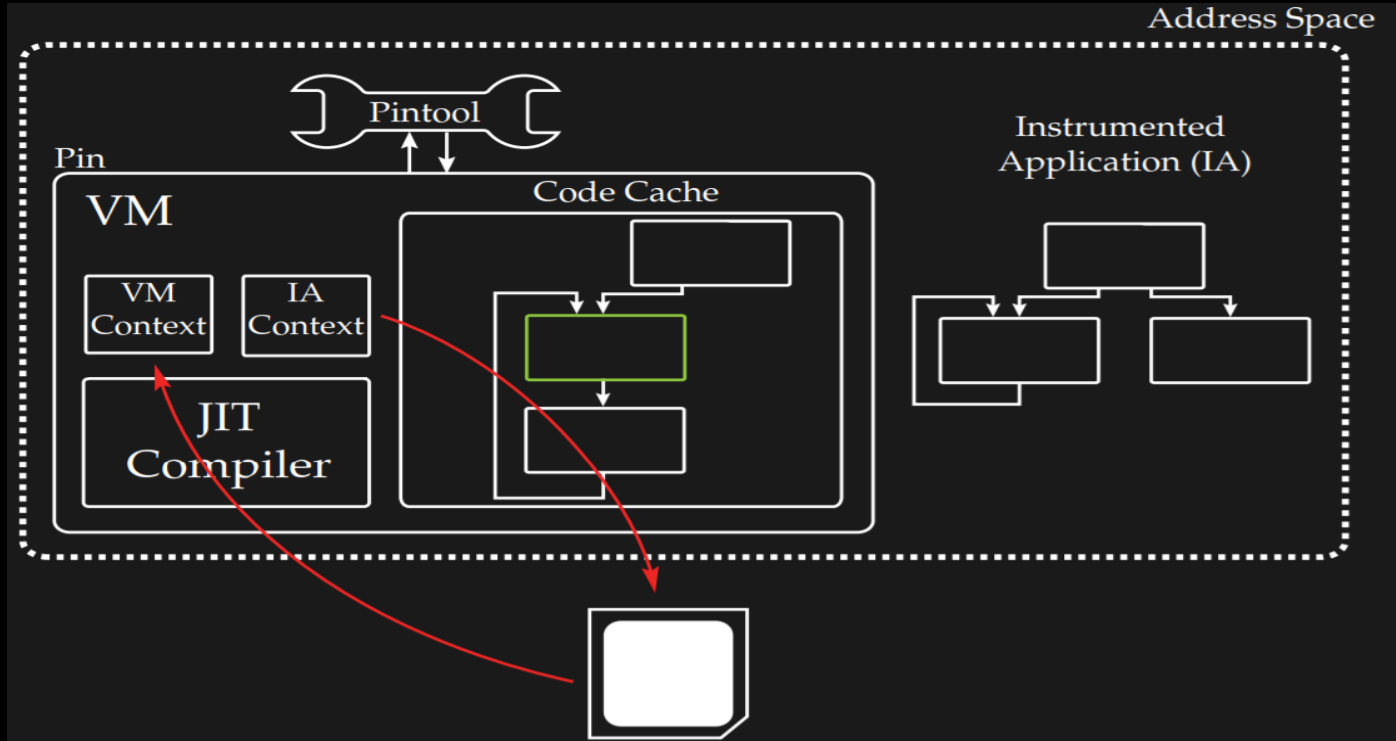 Address Space
Pintool
Instrumented
Application (IA)
Pin
VM
Code Cache
VM
Context
IA
Context
JIT
Compiler